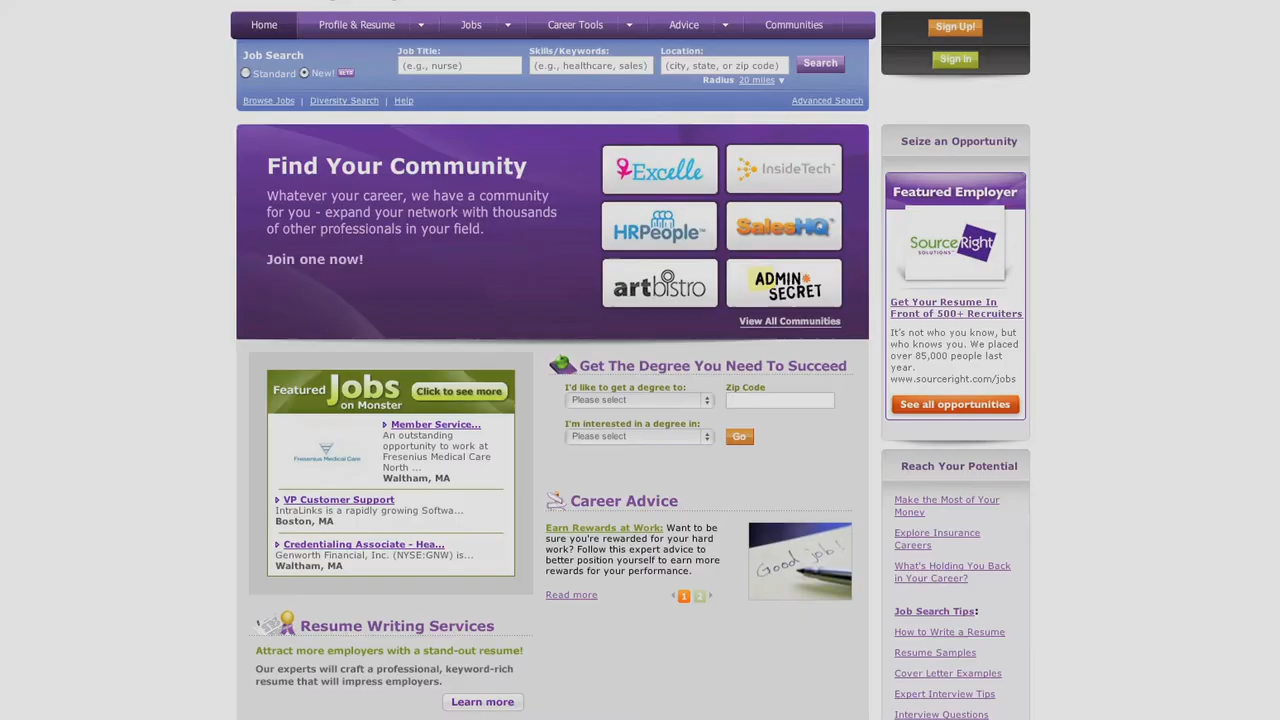 Home Profile & Resume Jobs Career Tools Advice Communities
Sign Up!
Sign in
Job Search
Standard New! BETA
Job Title:
(e.g., nurse)
Skills/Keywords:
(e.g., healthcare, sales)
Location:
(city, state, or zip code)
Search
Radius 20 miles
Browse Jobs | Diversity Search | Help
Advanced Search
Find Your Community
Whatever your career, we have a community
for you - expand your network with thousands
of other professionals in your field.
Join one now!
Excelle
InsideTech™
HRPeople™
SalesHQ™
artbistro
ADMIN
SECRET
View All Communities
Seize an Opportunity
Featured Employer
SourceRight
SOLUTIONS
Get Your Resume In
Front of 500+ Recruiters
It's not who you know, but
who knows you. We placed
over 85,000 people last
year.
www.sourceright.com/jobs
See all opportunities
Featured Jobs
on Monster
Click to see more
Fresenius Medical Care
Member Service...
An outstanding
opportunity to work at
Fresenius Medical Care
North ...
Waltham, MA
VP Customer Support
IntraLinks is a rapidly growing Softwa...
Boston, MA
Credentialing Associate - Hea...
Genworth Financial, Inc. (NYSE:GNW) is...
Waltham, MA
Get The Degree You Need To Succeed
I'd like to get a degree to:
Please select
Zip Code
I'm interested in a degree in:
Please select
Go
Career Advice
Earn Rewards at Work: Want to be
sure you're rewarded for your hard
work? Follow this expert advice to
better position yourself to earn more
rewards for your performance.
Read more
1 2
Good job!
Resume Writing Services
Attract more employers with a stand-out resume!
Our experts will craft a professional, keyword-rich
resume that will impress employers.
Learn more
Reach Your Potential
Make the Most of Your
Money
Explore Insurance
Careers
What's Holding You Back
in Your Career?
Job Search Tips:
How to Write a Resume
Resume Samples
Cover Letter Examples
Expert Interview Tips
Interview Questions